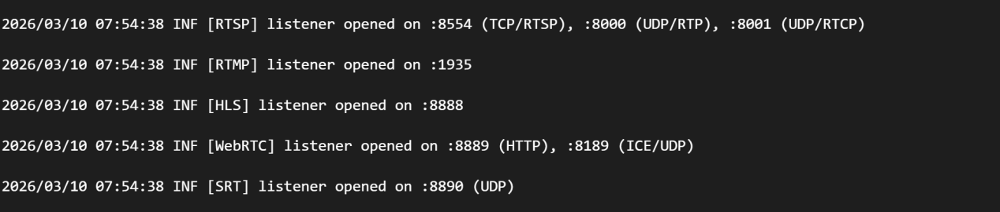 2026/03/10 07:54:38 INF [RTSP] listener opened on :8554 (TCP/RTSP), :8000 (UDP/RTP), :8001 (UDP/RTCP)
2026/03/10 07:54:38 INF [RTMP] listener opened on :1935
2026/03/10 07:54:38 INF [HLS] listener opened on :8888
2026/03/10 07:54:38 INF [WebRTC] listener opened on :8889 (HTTP), :8189 (ICE/UDP)
2026/03/10 07:54:38 INF [SRT] listener opened on :8890 (UDP)